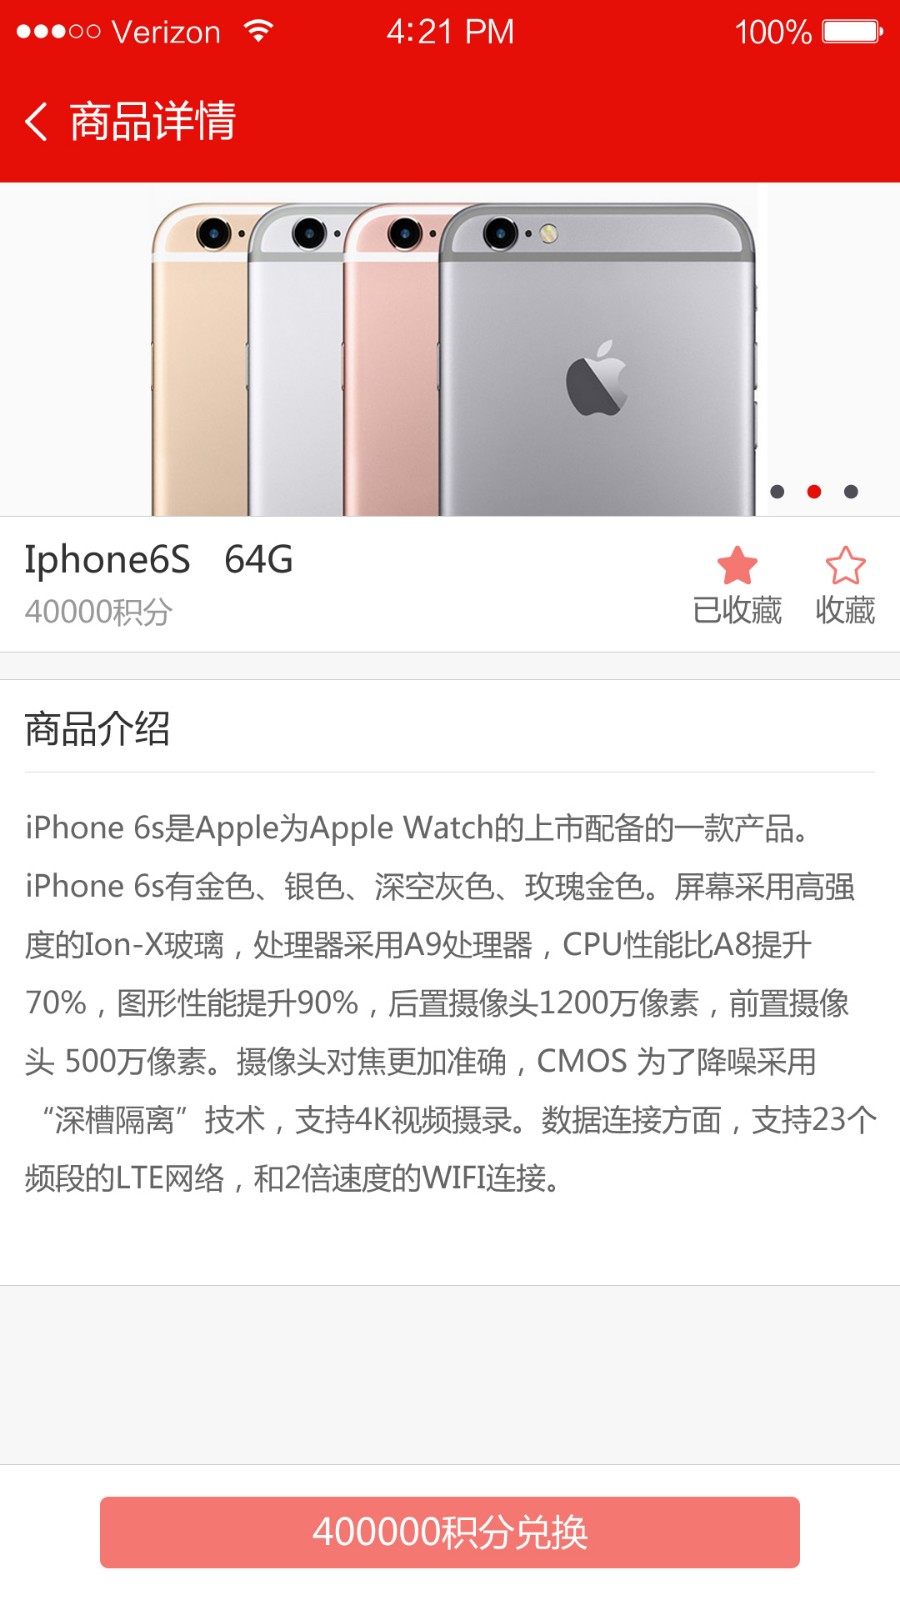 Verizon 4:21 PM 100%
商品详情
Iphone6S 64G
40000积分
已收藏 收藏
商品介绍
iPhone 6s是Apple为Apple Watch的上市配备的一款产品。
iPhone 6s有金色、银色、深空灰色、玫瑰金色。屏幕采用高强
度的Ion-X玻璃，处理器采用A9处理器，CPU性能比A8提升
70%，图形性能提升90%，后置摄像头1200万像素，前置摄像
头 500万像素。摄像头对焦更加准确，CMOS 为了降噪采用
“深槽隔离”技术，支持4K视频摄录。数据连接方面，支持23个
频段的LTE网络，和2倍速度的WIFI连接。
400000积分兑换